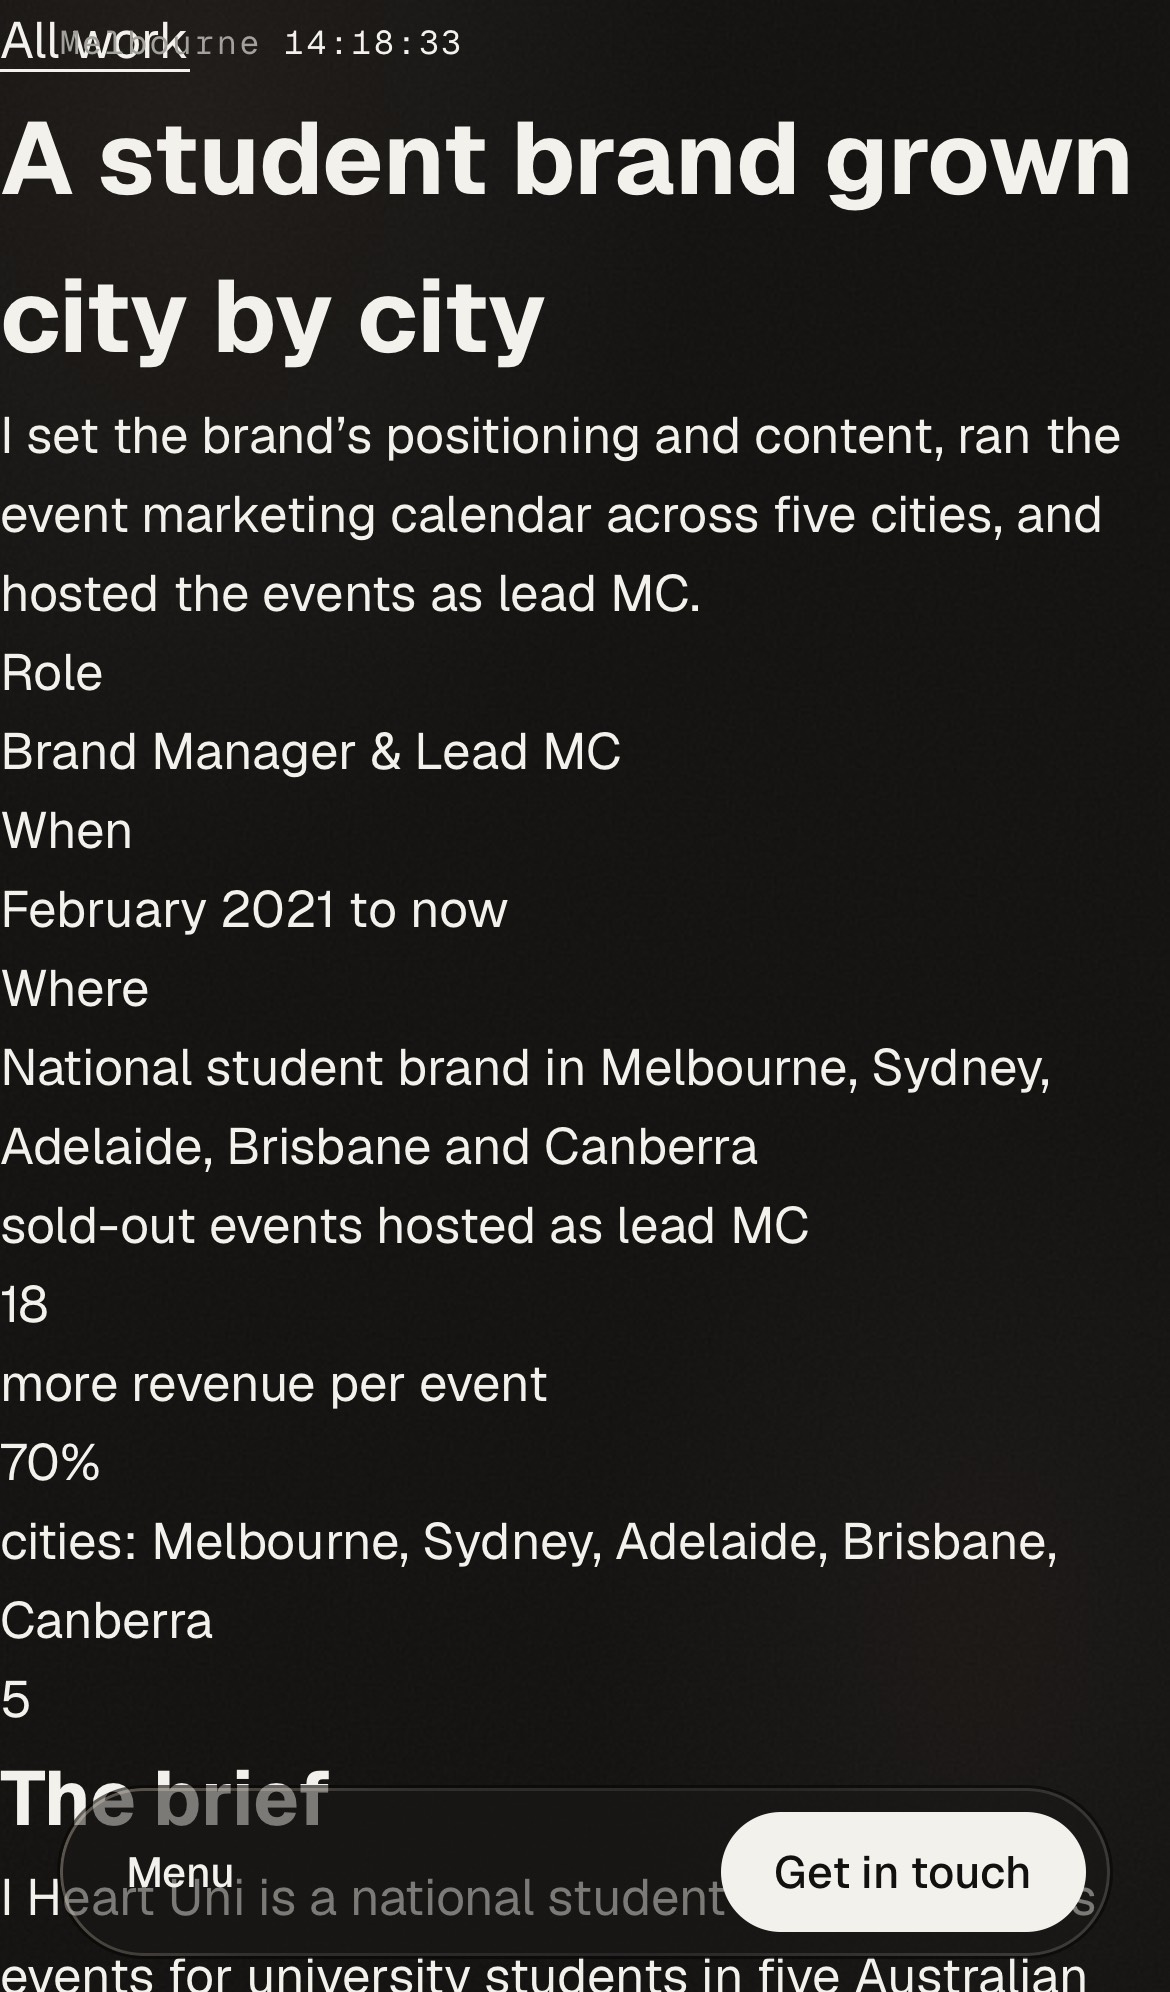 All work
Melbourne 14:18:33
A student brand grown
city by city
I set the brand’s positioning and content, ran the
event marketing calendar across five cities, and
hosted the events as lead MC.
Role
Brand Manager & Lead MC
When
February 2021 to now
Where
National student brand in Melbourne, Sydney,
Adelaide, Brisbane and Canberra
sold-out events hosted as lead MC
18
more revenue per event
70%
cities: Melbourne, Sydney, Adelaide, Brisbane,
Canberra
5
The brief
Menu
Get in touch
I Heart Uni is a national student
events for university students in five Australian